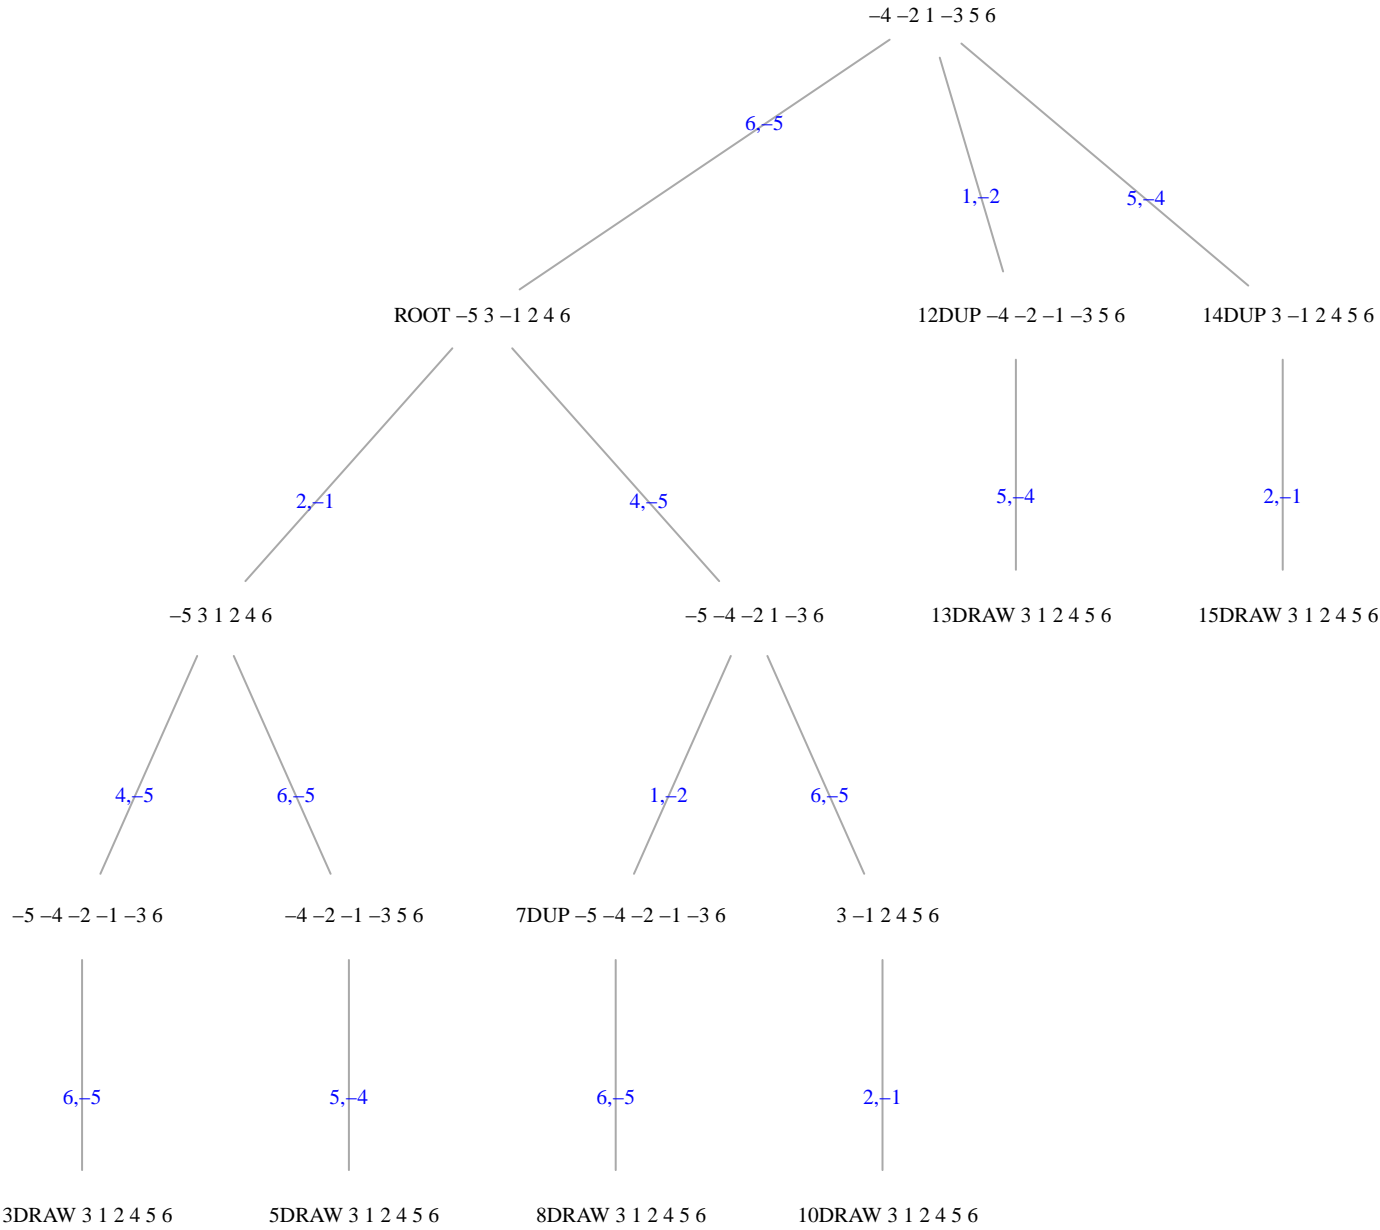 –4 –2 1 –3 5 6
6,–5
1,–2
5,–4
ROOT –5 3 –1 2 4 6
12DUP –4 –2 –1 –3 5 6
14DUP 3 –1 2 4 5 6
2,–1
4,–5
5,–4
2,–1
–5 3 1 2 4 6
–5 –4 –2 1 –3 6
13DRAW 3 1 2 4 5 6
15DRAW 3 1 2 4 5 6
4,–5
6,–5
1,–2
6,–5
–5 –4 –2 –1 –3 6
–4 –2 –1 –3 5 6
7DUP –5 –4 –2 –1 –3 6
3 –1 2 4 5 6
6,–5
5,–4
6,–5
2,–1
3DRAW 3 1 2 4 5 6
5DRAW 3 1 2 4 5 6
8DRAW 3 1 2 4 5 6
10DRAW 3 1 2 4 5 6